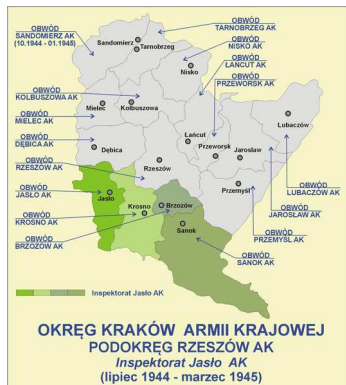 OBWÓD
SANDOMIERZ AK
(10.1944 - 01.1945)
OBWÓD
TARNOBRZEG AK
OBWÓD
NISKO AK
OBWÓD
ŁAŃCUT AK
OBWÓD
PRZEWORSK AK
OBWÓD
KOLBUSZOWA AK
OBWÓD
MIELEC AK
OBWÓD
DĘBICA AK
OBWÓD
RZESZÓW AK
OBWÓD
JASŁO AK
OBWÓD
KROSNO AK
OBWÓD
BRZOZÓW AK
OBWÓD
LUBACZÓW AK
OBWÓD
JAROSŁAW AK
OBWÓD
PRZEMYŚL AK
OBWÓD
SANOK AK
Sandomierz
Tarnobrzeg
Nisko
Mielec
Kolbuszowa
Lubaczów
Dębica
Łańcut
Przeworsk
Jarosław
Rzeszów
Przemyśl
Jasło
Krosno
Brzozów
Sanok
Inspektorat Jasło AK
OKRĘG KRAKÓW ARMII KRAJOWEJ
PODOKRĘG RZESZÓW AK
Inspektorat Jasło AK
(lipiec 1944 - marzec 1945)